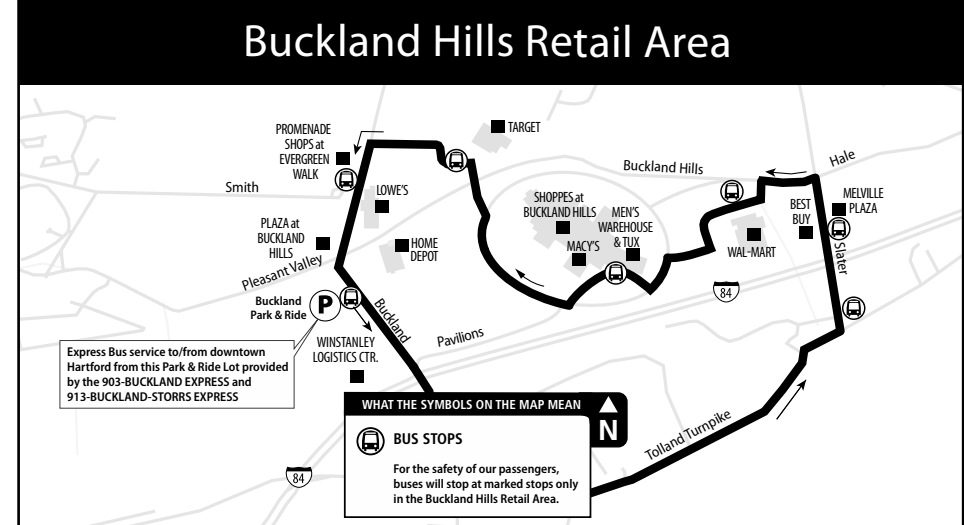 Buckland Hills Retail Area
PROMENADE
SHOPS at
EVERGREEN
WALK
TARGET
Buckland Hills
Hale
Smith
LOWE'S
SHOPPES at
BUCKLAND HILLS
MEN'S
WAREHOUSE
& TUX
MACY'S
BEST
BUY
MELVILLE
PLAZA
WAL-MART
Slater
PLAZA at
BUCKLAND
HILLS
HOME
DEPOT
Pleasant Valley
84
Buckland
Park & Ride
P
Buckland
Pavilions
WINSTANLEY
LOGISTICS CTR.
Express Bus service to/from downtown
Hartford from this Park & Ride Lot provided
by the 903-BUCKLAND EXPRESS and
913-BUCKLAND-STORRS EXPRESS
WHAT THE SYMBOLS ON THE MAP MEAN
N
BUS STOPS
For the safety of our passengers,
buses will stop at marked stops only
in the Buckland Hills Retail Area.
Tolland Turnpike
84